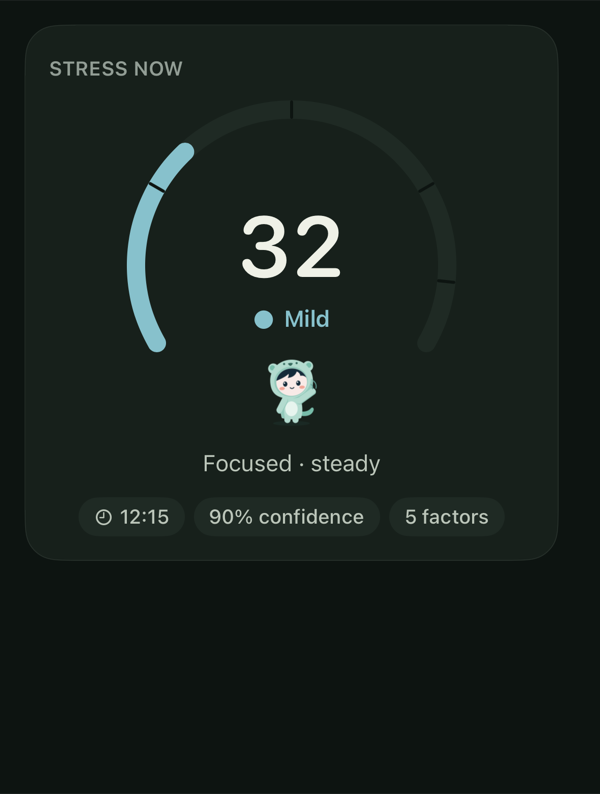 STRESS NOW
32
Mild
Focused · steady
12:15
90% confidence
5 factors